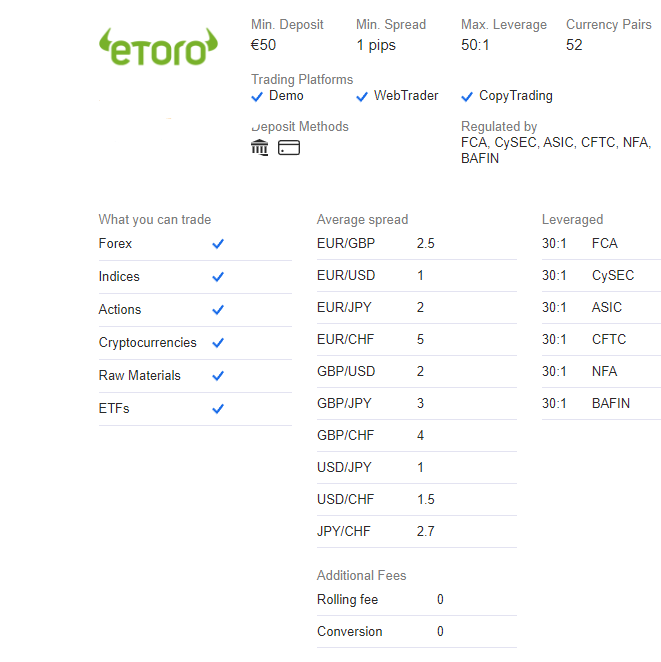 eToro
Min. Deposit Min. Spread Max. Leverage Currency Pairs
€50 1 pips 50:1 52
Trading Platforms
Demo WebTrader CopyTrading
Deposit Methods Regulated by
FCA, CySEC, ASIC, CFTC, NFA,
BAFIN
What you can trade
Forex
Indices
Actions
Cryptocurrencies
Raw Materials
ETFs
Average spread
EUR/GBP 2.5
EUR/USD 1
EUR/JPY 2
EUR/CHF 5
GBP/USD 2
GBP/JPY 3
GBP/CHF 4
USD/JPY 1
USD/CHF 1.5
JPY/CHF 2.7
Additional Fees
Rolling fee 0
Conversion 0
Leveraged
30:1 FCA
30:1 CySEC
30:1 ASIC
30:1 CFTC
30:1 NFA
30:1 BAFIN